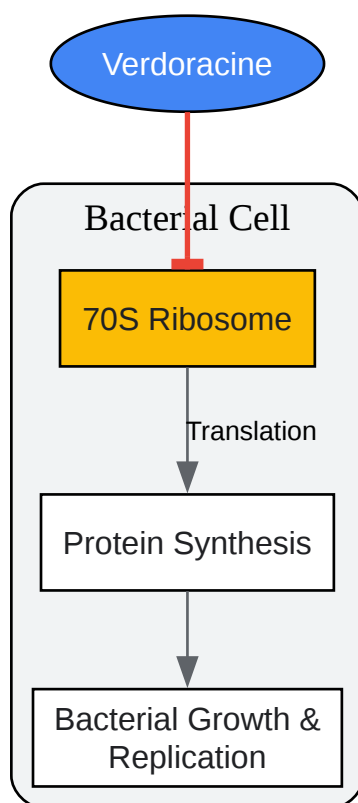 Verdoracine
Bacterial Cell
70S Ribosome
Translation
Protein Synthesis
Bacterial Growth &
Replication